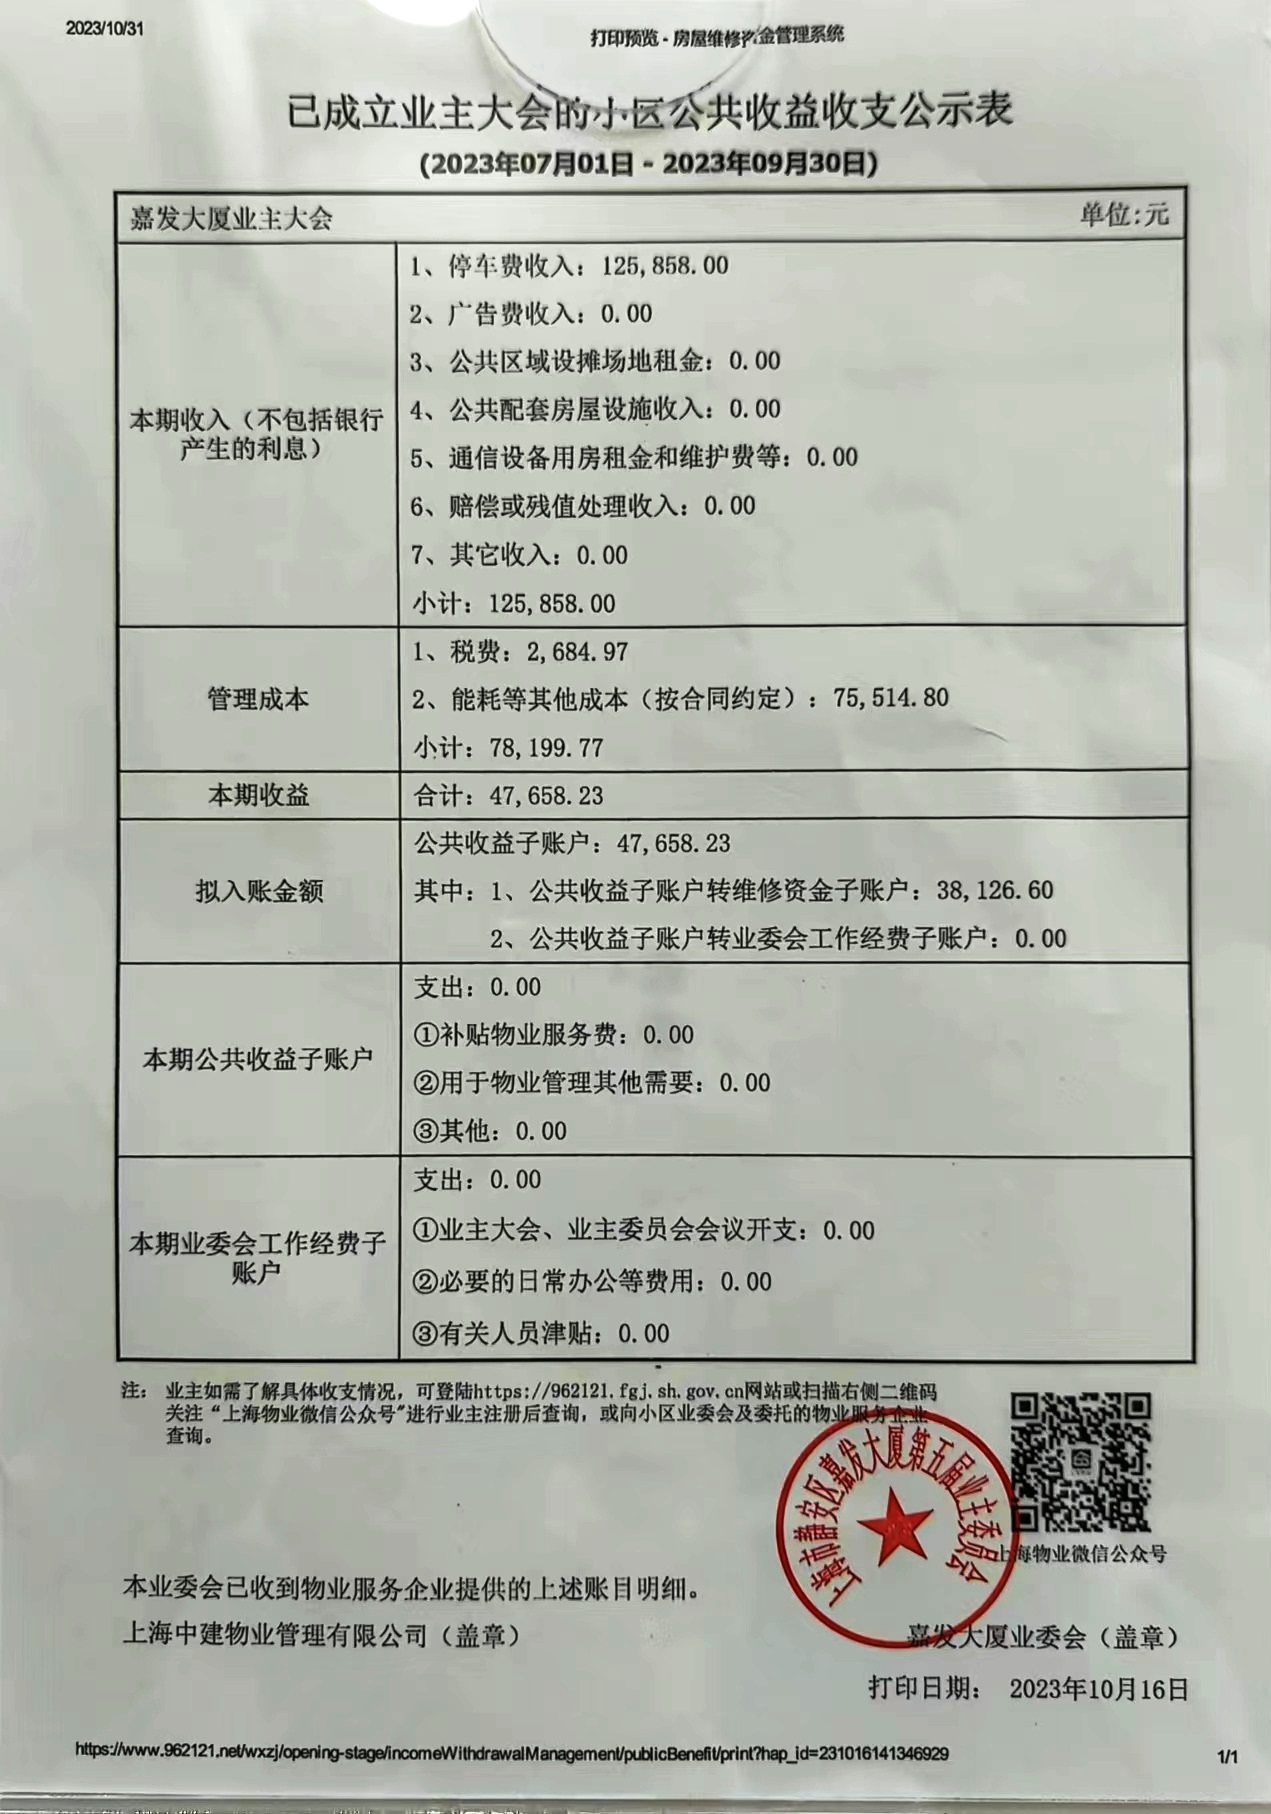 2023/10/31
打印预览 - 房屋维修资金管理系统
已成立业主大会的小区公共收益收支公示表
(2023年07月01日 - 2023年09月30日)
嘉发大厦业主大会 单位:元
本期收入（不包括银行
产生的利息）
1、停车费收入: 125,858.00
2、广告费收入: 0.00
3、公共区域设摊场地租金: 0.00
4、公共配套房屋设施收入: 0.00
5、通信设备用房租金和维护费等: 0.00
6、赔偿或残值处理收入: 0.00
7、其它收入: 0.00
小计: 125,858.00
管理成本
1、税费: 2,684.97
2、能耗等其他成本（按合同约定）: 75,514.80
小计: 78,199.77
本期收益
合计: 47,658.23
拟入账金额
公共收益子账户: 47,658.23
其中: 1、公共收益子账户转维修资金子账户: 38,126.60
2、公共收益子账户转业委会工作经费子账户: 0.00
本期公共收益子账户
支出: 0.00
①补贴物业服务费: 0.00
②用于物业管理其他需要: 0.00
③其他: 0.00
本期业委会工作经费子
账户
支出: 0.00
①业主大会、业主委员会会议开支: 0.00
②必要的日常办公等费用: 0.00
③有关人员津贴: 0.00
注: 业主如需了解具体收支情况，可登陆https://962121.fgj.sh.gov.cn网站或扫描右侧二维码
关注“上海物业微信公众号"进行业主注册后查询，或向小区业委会及委托的物业服务企业
查询。
上海市静安区嘉发大厦第五届业主委员会
上海物业微信公众号
本业委会已收到物业服务企业提供的上述账目明细。
上海中建物业管理有限公司（盖章）
嘉发大厦业委会（盖章）
打印日期: 2023年10月16日
https://www.962121.net/wxzj/opening-stage/incomeWithdrawalManagement/publicBenefit/print?hap_id=231016141346929
1/1